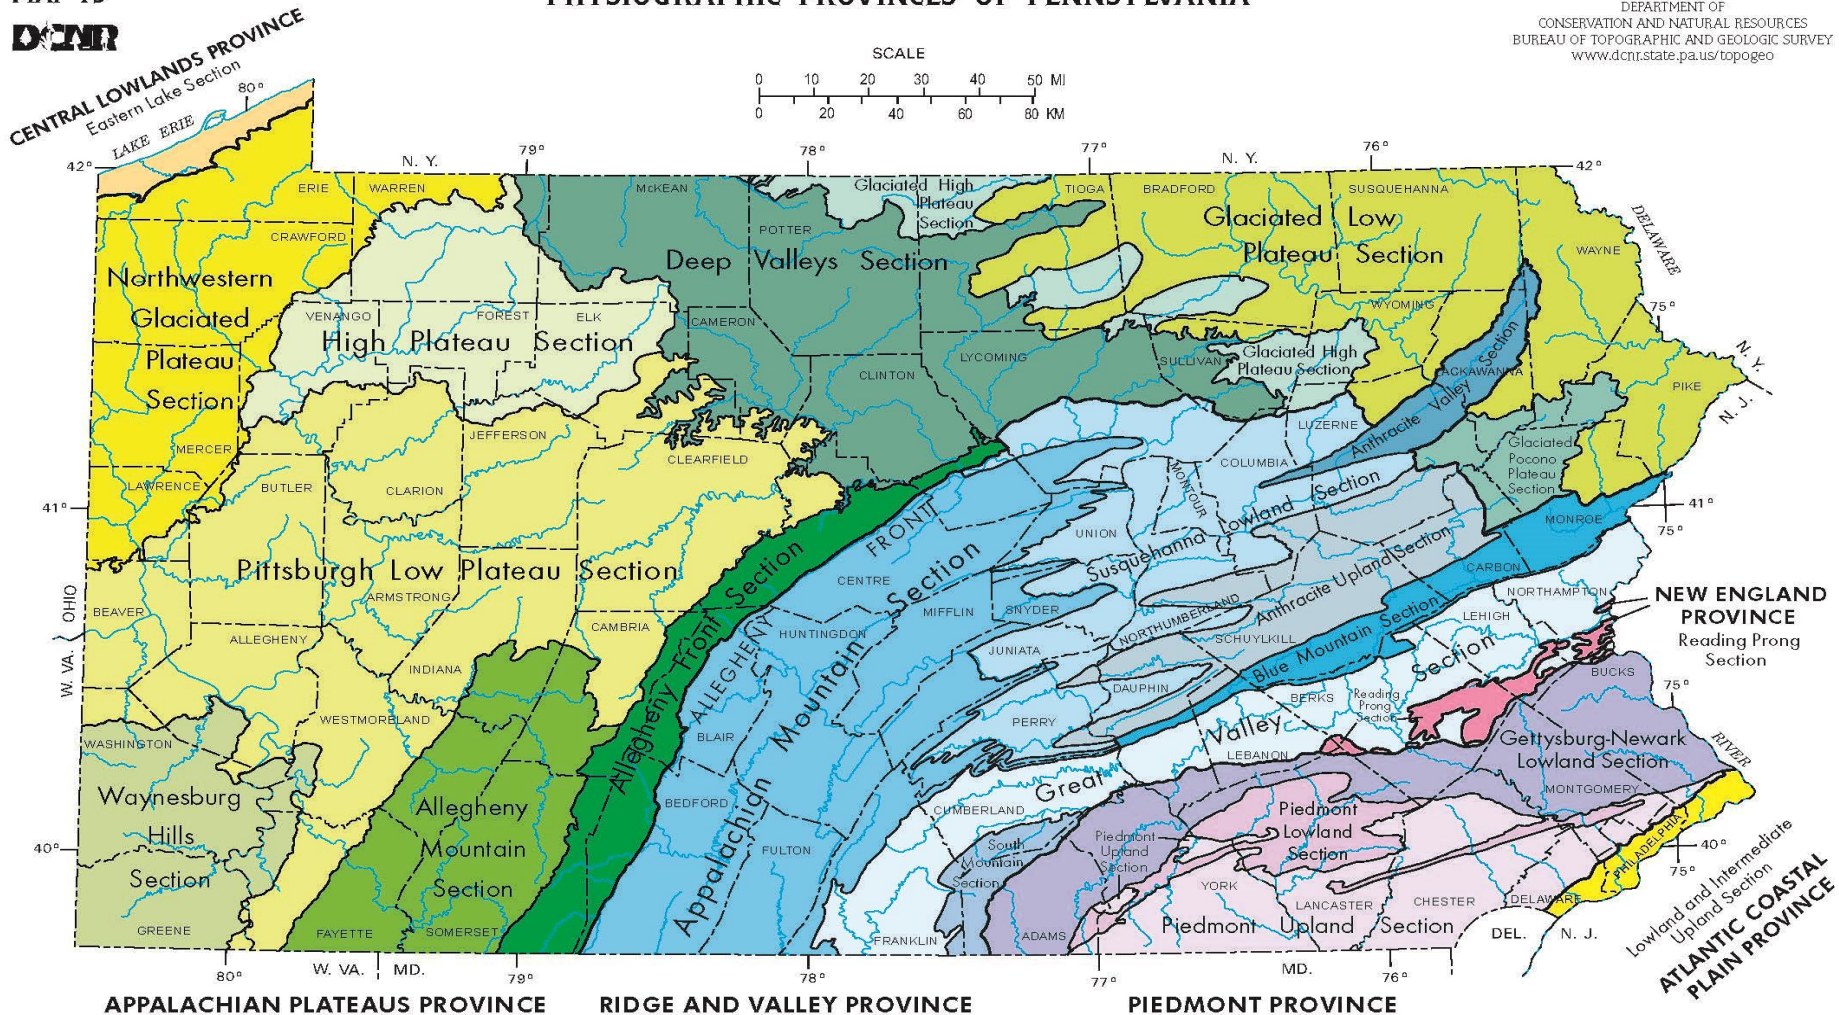 MAP 13
PHYSIOGRAPHIC PROVINCES OF PENNSYLVANIA
DCNR
DEPARTMENT OF
CONSERVATION AND NATURAL RESOURCES
BUREAU OF TOPOGRAPHIC AND GEOLOGIC SURVEY
www.dcnr.state.pa.us/topogeo
SCALE
0 10 20 30 40 50 MI
0 20 40 60 80 KM
CENTRAL LOWLANDS PROVINCE
Eastern Lake Section
LAKE ERIE
80°
42°
N. Y.
79°
78°
77°
N. Y.
76°
42°
ERIE
WARREN
McKEAN
Glaciated High
Plateau
Section
TIOGA
BRADFORD
SUSQUEHANNA
DELAWARE
CRAWFORD
POTTER
Glaciated Low
Plateau Section
WAYNE
Northwestern
Glaciated
Plateau
Section
Deep Valleys Section
VENANGO
FOREST
ELK
CAMERON
WYOMING
75°
High Plateau Section
LYCOMING
SULLIVAN
Glaciated High
Plateau Section
LACKAWANNA
N. Y.
CLINTON
PIKE
N. J.
Anthracite Valley Section
MERCER
JEFFERSON
CLEARFIELD
LUZERNE
COLUMBIA
MONTOUR
Glaciated
Pocono
Plateau
Section
LAWRENCE
BUTLER
CLARION
41°
41°
75°
MONROE
UNION
Susquehanna Lowland Section
Pittsburgh Low Plateau Section
ARMSTRONG
Allegheny Front Section
FRONT
CENTRE
CARBON
Anthracite Upland Section
OHIO
W. VA.
BEAVER
ALLEGHENY
INDIANA
CAMBRIA
ALLEGHENY
HUNTINGDON
MIFFLIN
SNYDER
NORTHUMBERLAND
SCHUYLKILL
NORTHAMPTON
LEHIGH
NEW ENGLAND
PROVINCE
Reading Prong
Section
JUNIATA
Blue Mountain Section
BUCKS
75°
WESTMORELAND
DAUPHIN
BERKS
Reading
Prong
Section
WASHINGTON
BLAIR
PERRY
LEBANON
Great Valley Section
Gettysburg-Newark
Lowland Section
RIVER
Waynesburg
Hills
Section
Allegheny
Mountain
Section
BEDFORD
Appalachian Mountain Section
CUMBERLAND
MONTGOMERY
Piedmont
Lowland
Section
40°
FULTON
South
Mountain
Section
Piedmont
Upland
Section
PHILADELPHIA
40°
75°
YORK
LANCASTER
CHESTER
DELAWARE
GREENE
FAYETTE
SOMERSET
FRANKLIN
ADAMS
Piedmont Upland Section
DEL.
N. J.
Lowland and Intermediate
Upland Section
ATLANTIC COASTAL
PLAIN PROVINCE
80°
W. VA.
MD.
79°
78°
77°
MD.
76°
APPALACHIAN PLATEAUS PROVINCE
RIDGE AND VALLEY PROVINCE
PIEDMONT PROVINCE